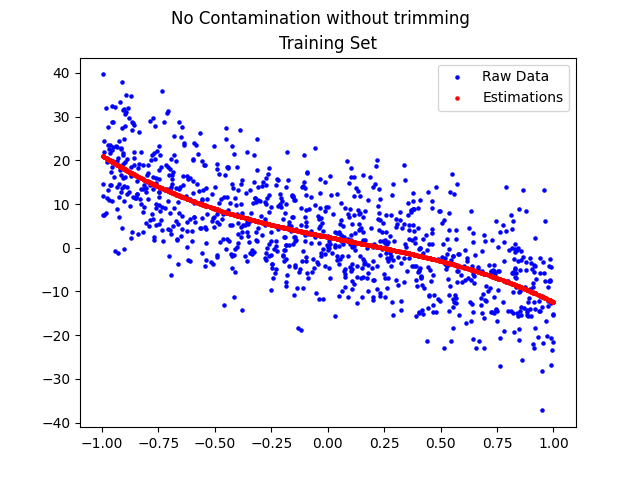 No Contamination without trimming
Training Set
Raw Data
Estimations
40
30
20
10
0
−10
−20
−30
−40
−1.00 −0.75 −0.50 −0.25 0.00 0.25 0.50 0.75 1.00